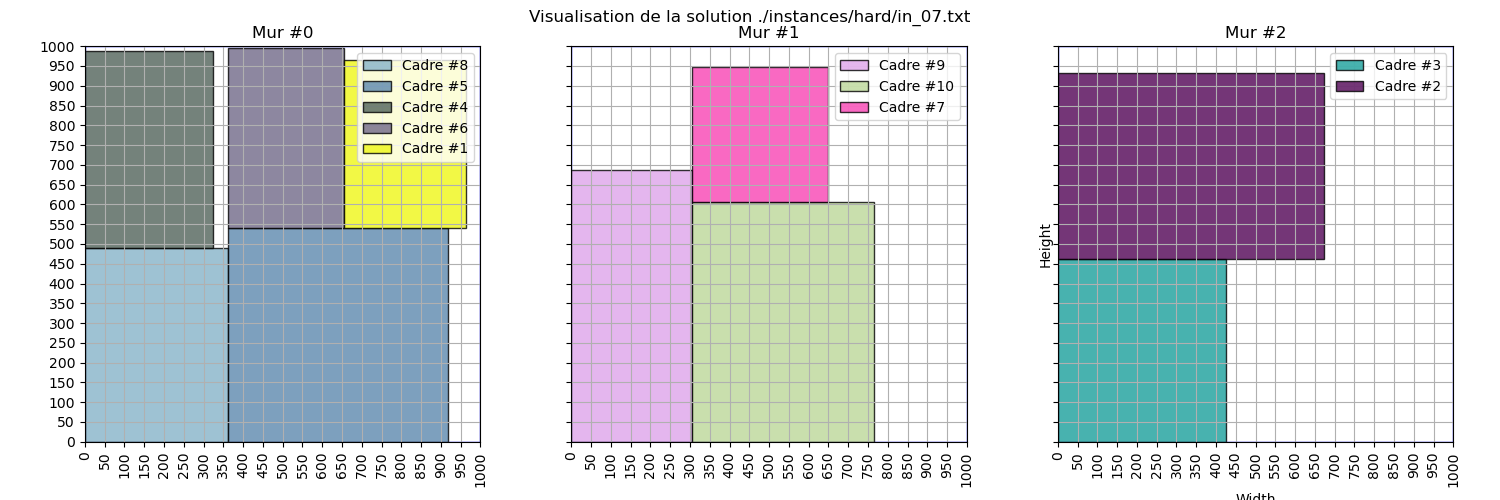 Visualisation de la solution ./instances/hard/in_07.txt
Mur #0
Mur #1
Mur #2
1000
950
900
850
800
750
700
650
600
550
500
450
400
350
300
250
200
150
100
50
0
Cadre #8
Cadre #5
Cadre #4
Cadre #6
Cadre #1
Cadre #9
Cadre #10
Cadre #7
Height
Cadre #3
Cadre #2
0 50 100 150 200 250 300 350 400 450 500 550 600 650 700 750 800 850 900 950 1000
0 50 100 150 200 250 300 350 400 450 500 550 600 650 700 750 800 850 900 950 1000
0 50 100 150 200 250 300 350 400 450 500 550 600 650 700 750 800 850 900 950 1000
Width